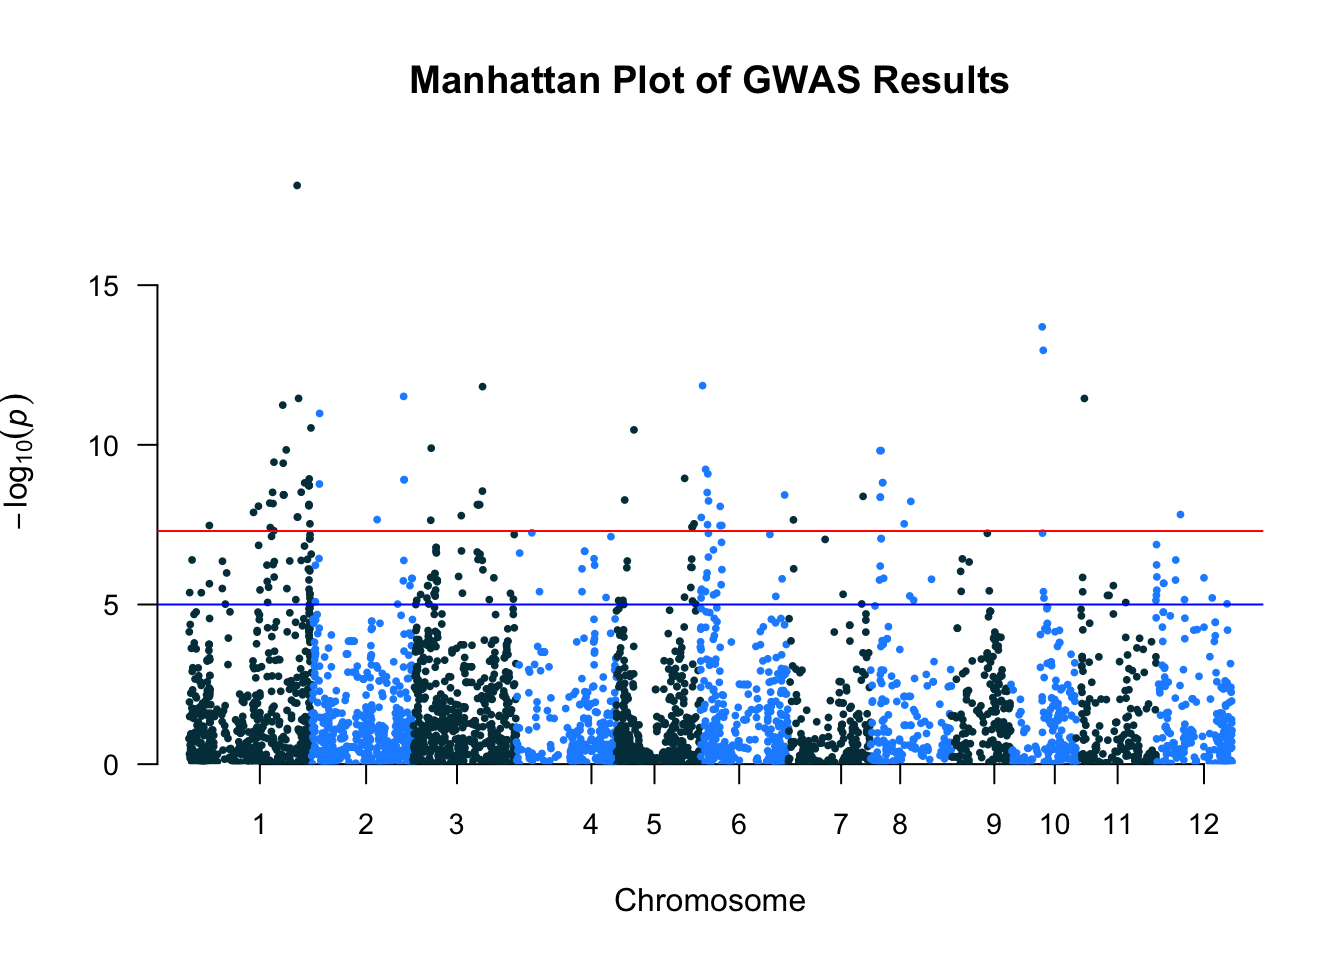 Manhattan Plot of GWAS Results
15
10
5
0
−log₁₀(p)
1 2 3 4 5 6 7 8 9 10 11 12
Chromosome